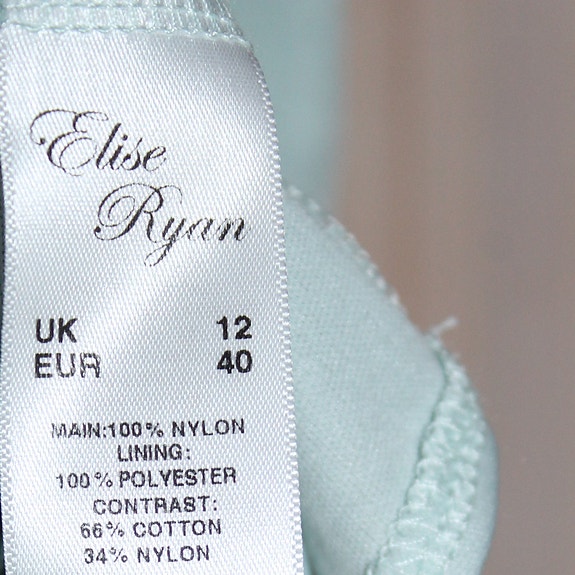 Elise
Ryan
UK 12
EUR 40
MAIN:100% NYLON
LINING:
100% POLYESTER
CONTRAST:
66% COTTON
34% NYLON